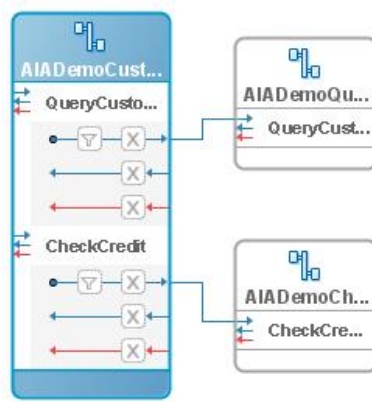 AIADemoCust...
QueryCusto...
X
X
X
CheckCredit
X
X
X
AIADemoQu...
QueryCust...
AIADemoCh...
CheckCre...